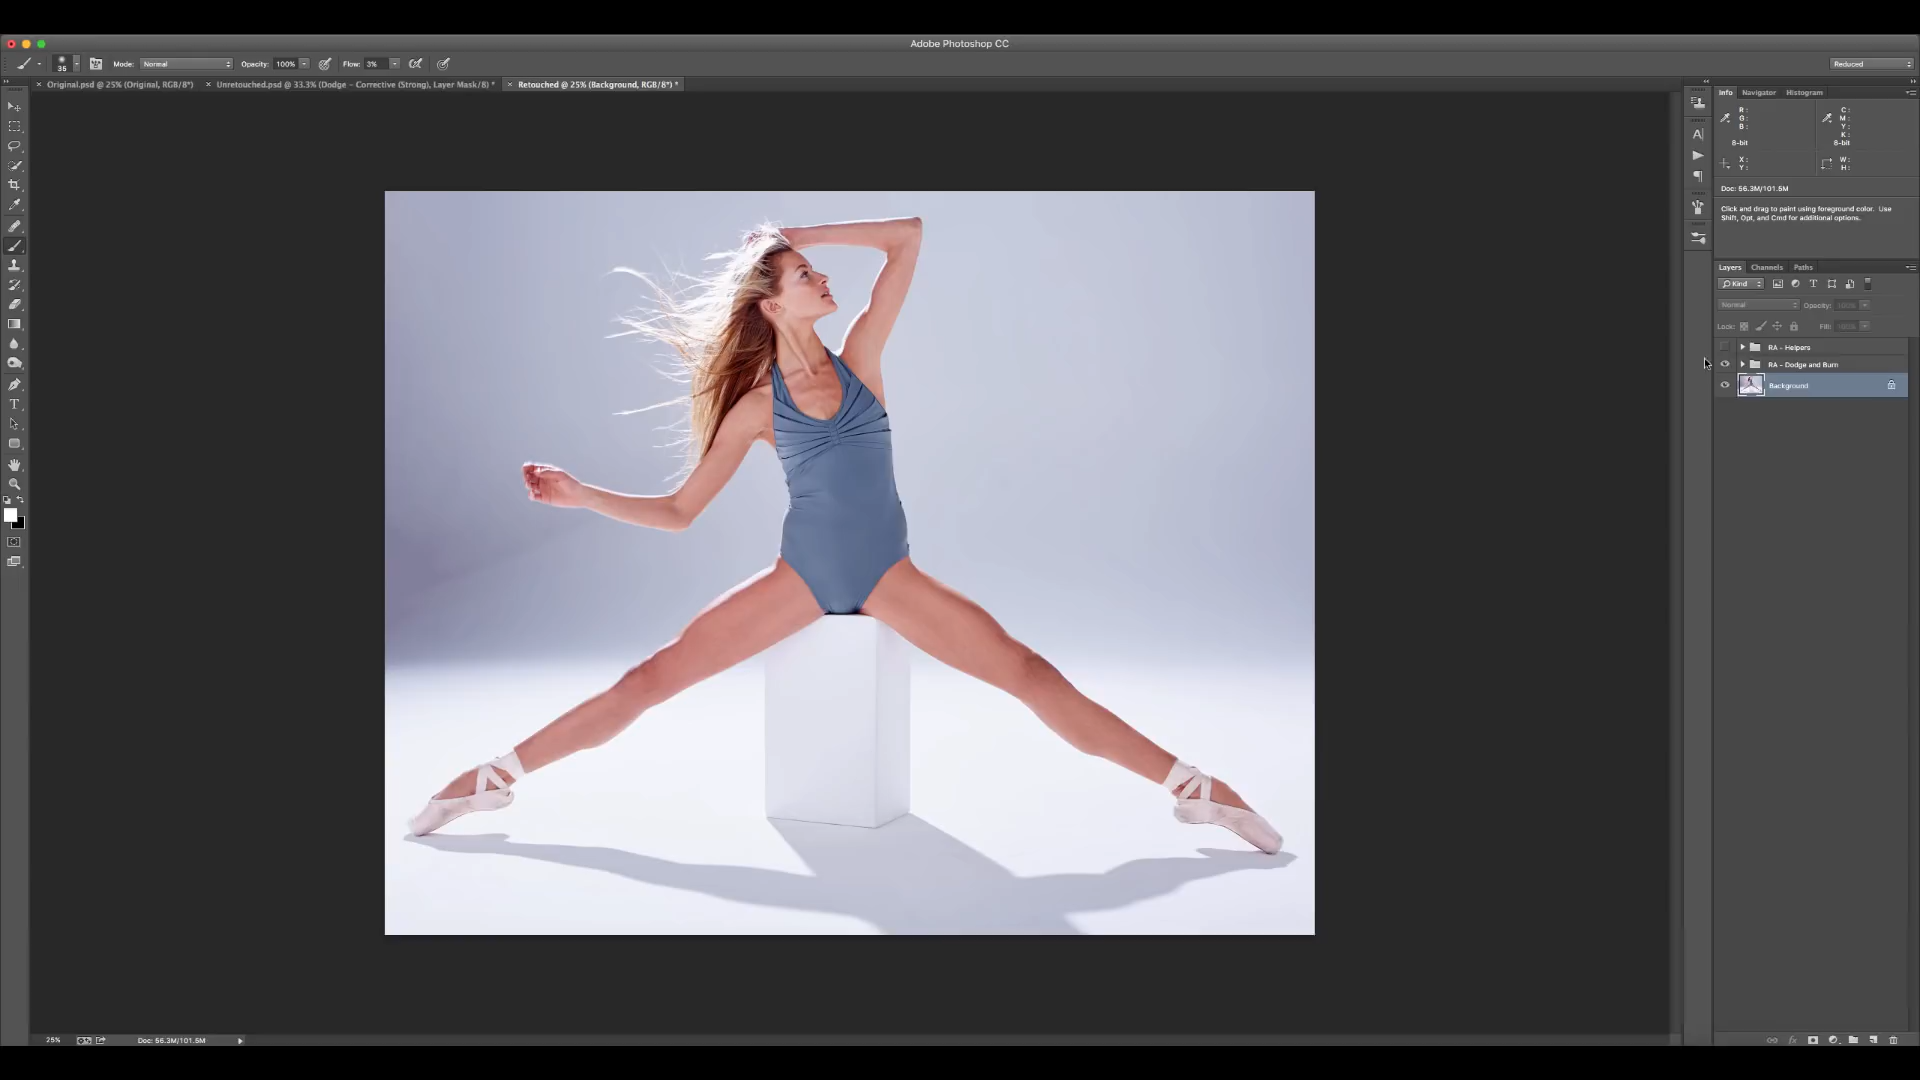 Adobe Photoshop CC
35 Mode: Normal Opacity: 100% Flow: 3% Reduced
Original.psd @ 25% (Original, RGB/8*) Unretouched.psd @ 33.3% (Dodge - Corrective (Strong), Layer Mask/8) * Retouched @ 25% (Background, RGB/8*) *
Info Navigator Histogram
R: C:
G: M:
B: Y:
K:
8-bit 8-bit
X: W:
Y: H:
Doc: 56.3M/101.5M
Click and drag to paint using foreground color. Use
Shift, Opt, and Cmd for additional options.
Layers Channels Paths
Kind
Normal Opacity: 100%
Lock: Fill: 100%
RA - Helpers
RA - Dodge and Burn
Background
25% Doc: 56.3M/101.5M